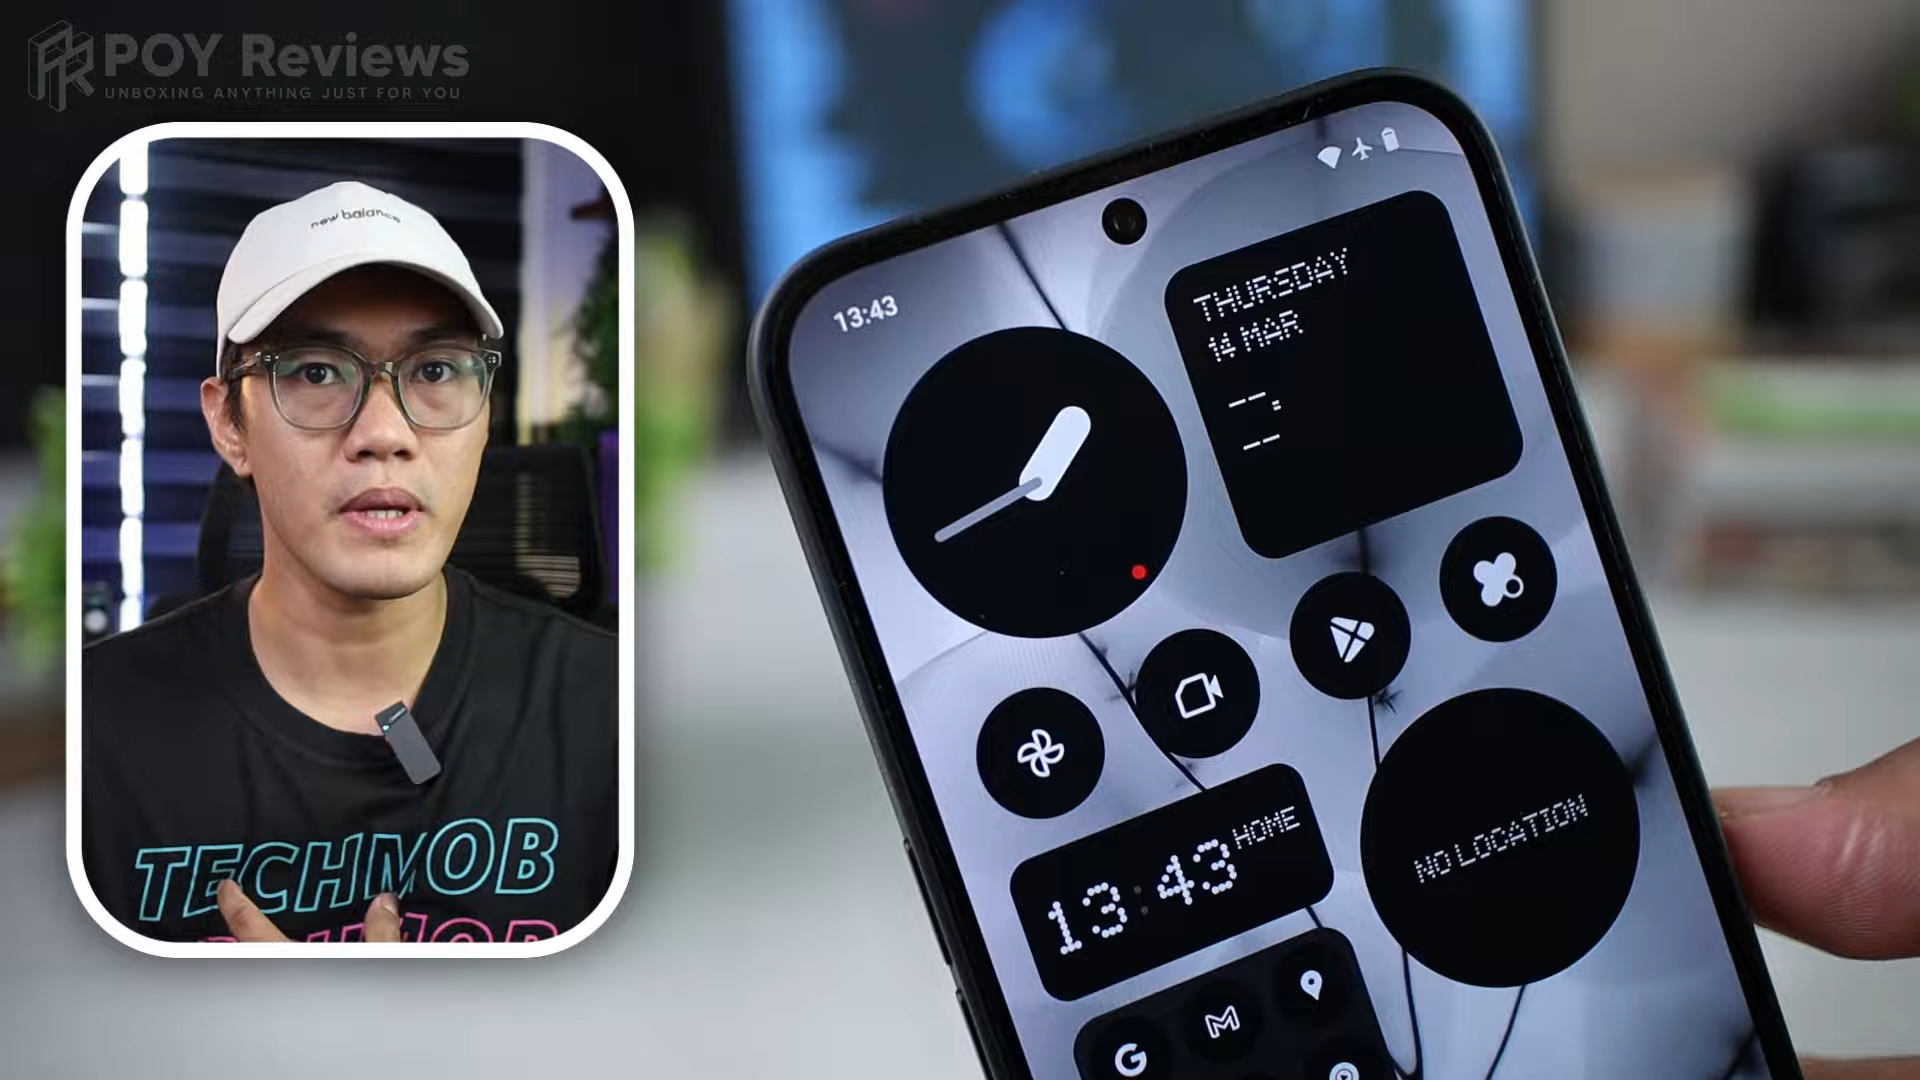 POY Reviews
UNBOXING ANYTHING JUST FOR YOU
new balance
TECHMOB
TECHMOB
13:43
THURSDAY
14 MAR
--:
--
13:43 HOME
NO LOCATION